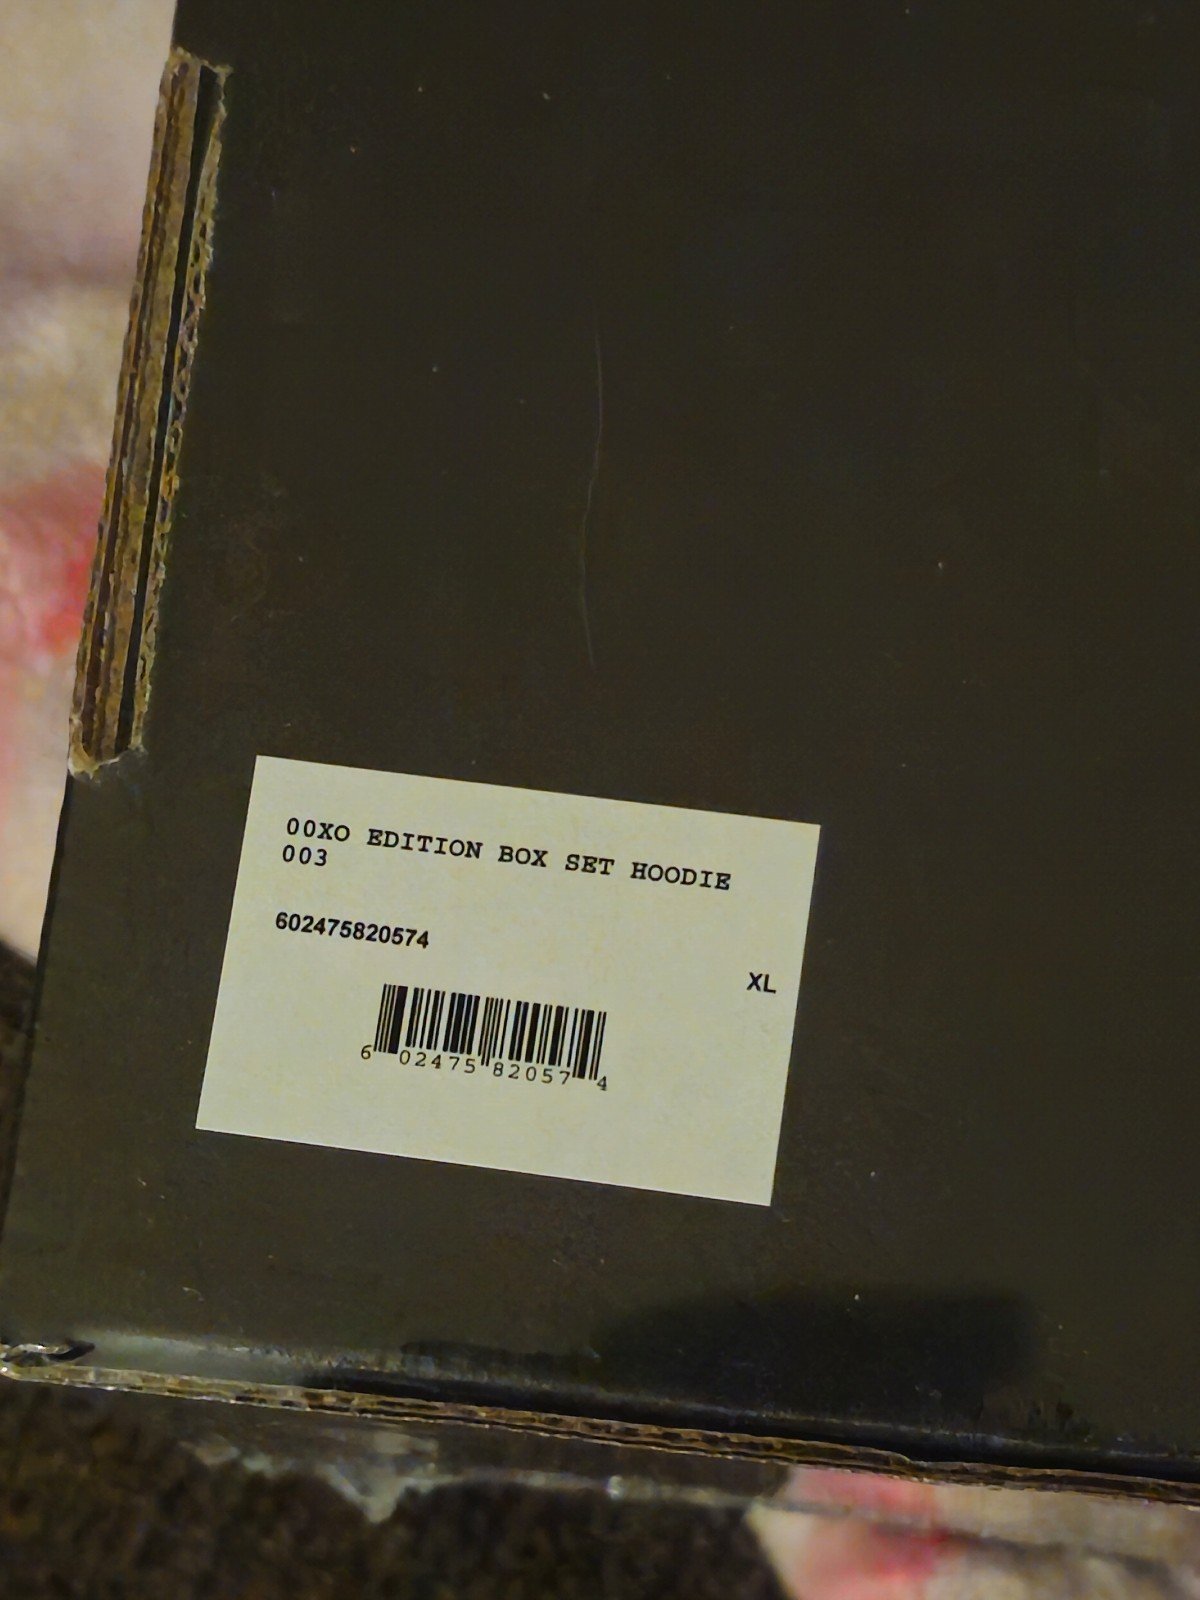 00XO EDITION BOX SET HOODIE
003
602475820574
XL
6 02475 82057 4